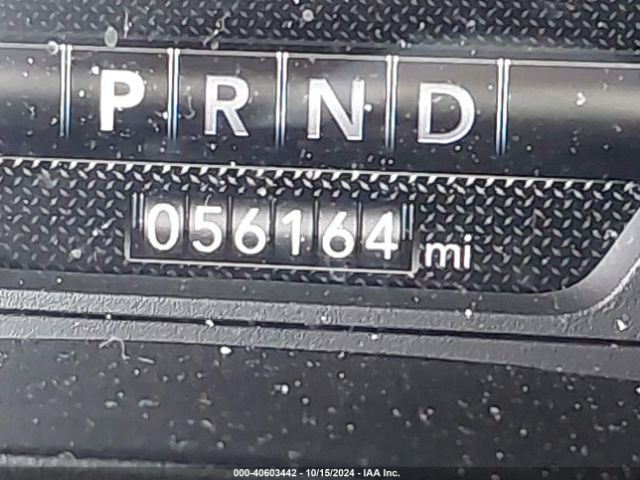 P R N D
056164 mi
000-40603442 - 10/15/2024 - IAA Inc.